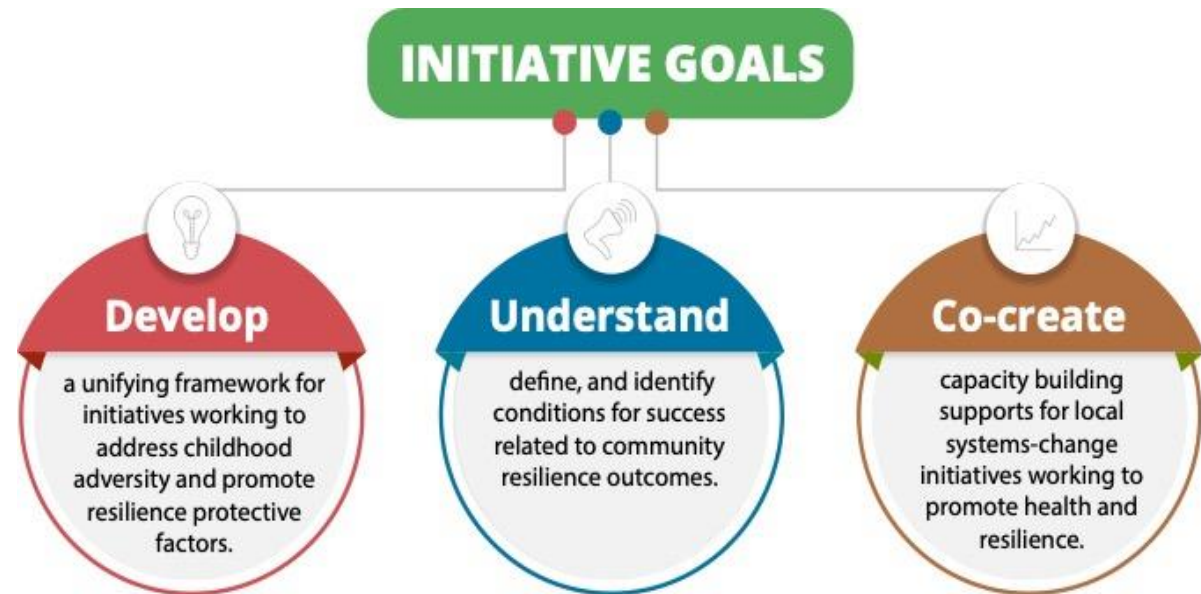 INITIATIVE GOALS
Develop
a unifying framework for
initiatives working to
address childhood
adversity and promote
resilience protective
factors.
Understand
define, and identify
conditions for success
related to community
resilience outcomes.
Co-create
capacity building
supports for local
systems-change
initiatives working to
promote health and
resilience.